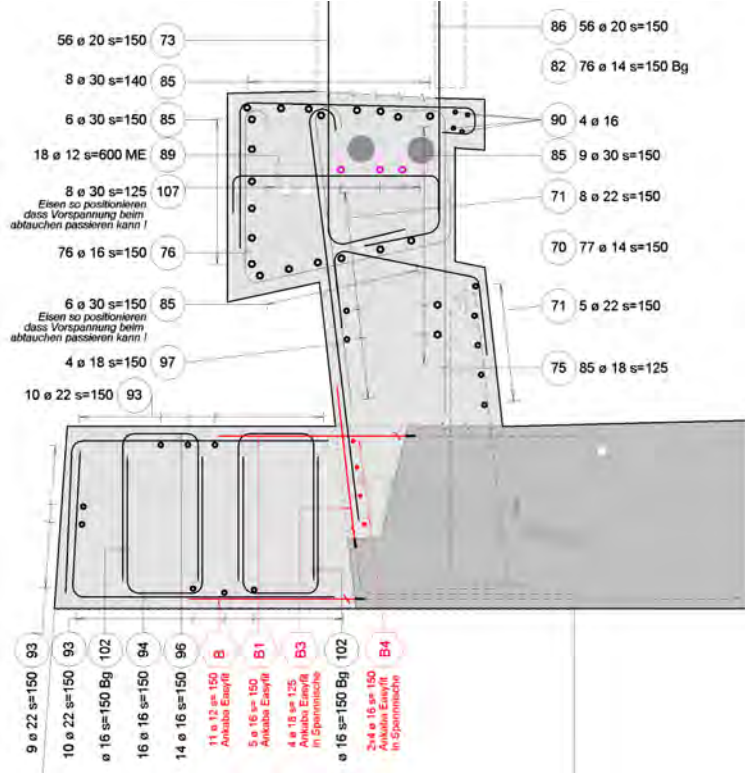 56 ø 20 s=150 73
8 ø 30 s=140 85
6 ø 30 s=150 85
18 ø 12 s=600 ME 89
8 ø 30 s=125 107
Eisen so positionieren
dass Vorspannung beim
abtauchen passieren kann !
76 ø 16 s=150 76
6 ø 30 s=150 85
Eisen so positionieren
dass Vorspannung beim
abtauchen passieren kann !
4 ø 18 s=150 97
10 ø 22 s=150 93
86 56 ø 20 s=150
82 76 ø 14 s=150 Bg
90 4 ø 16
85 9 ø 30 s=150
71 8 ø 22 s=150
70 77 ø 14 s=150
71 5 ø 22 s=150
75 85 ø 18 s=125
9 ø 22 s=150 93
10 ø 22 s=150 93
ø 16 s=150 Bg 102
16 ø 16 s=150 94
14 ø 16 s=150 96
B
11 ø 12 s= 150
Ankaba Easyfit
B1
5 ø 16 s= 150
Ankaba Easyfit
B3
4 ø 18 s= 125
Ankaba Easyfit
in Spannnische
ø 16 s=150 Bg 102
B4
2x4 ø 16 s= 150
Ankaba Easyfit
in Spannnische